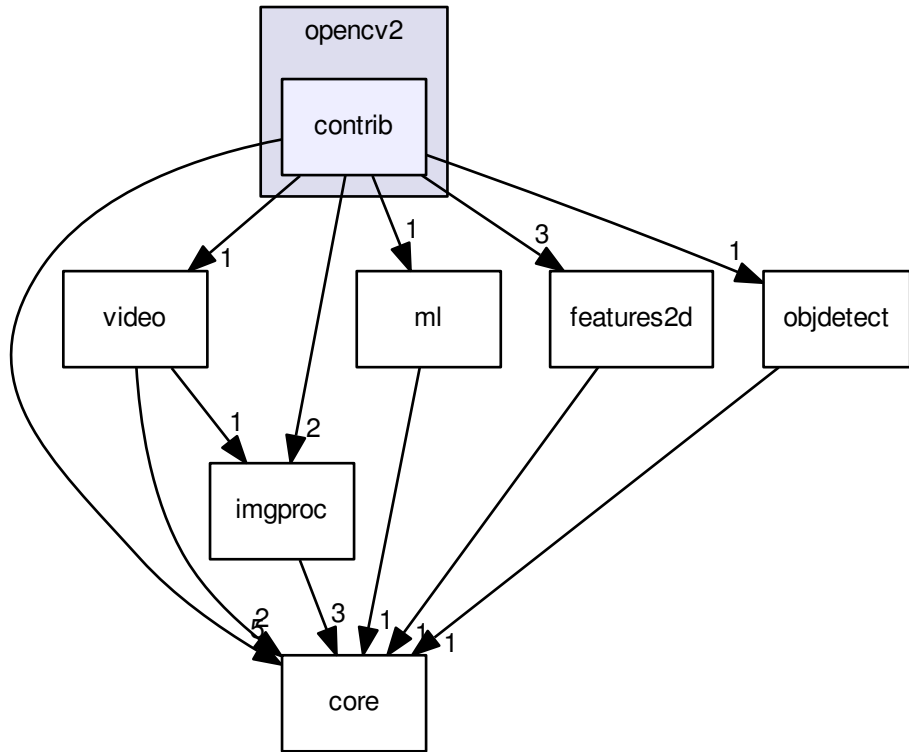 opencv2
contrib
1
1
3
1
video
ml
features2d
objdetect
1
2
imgproc
5
2
3
1
1
1
core